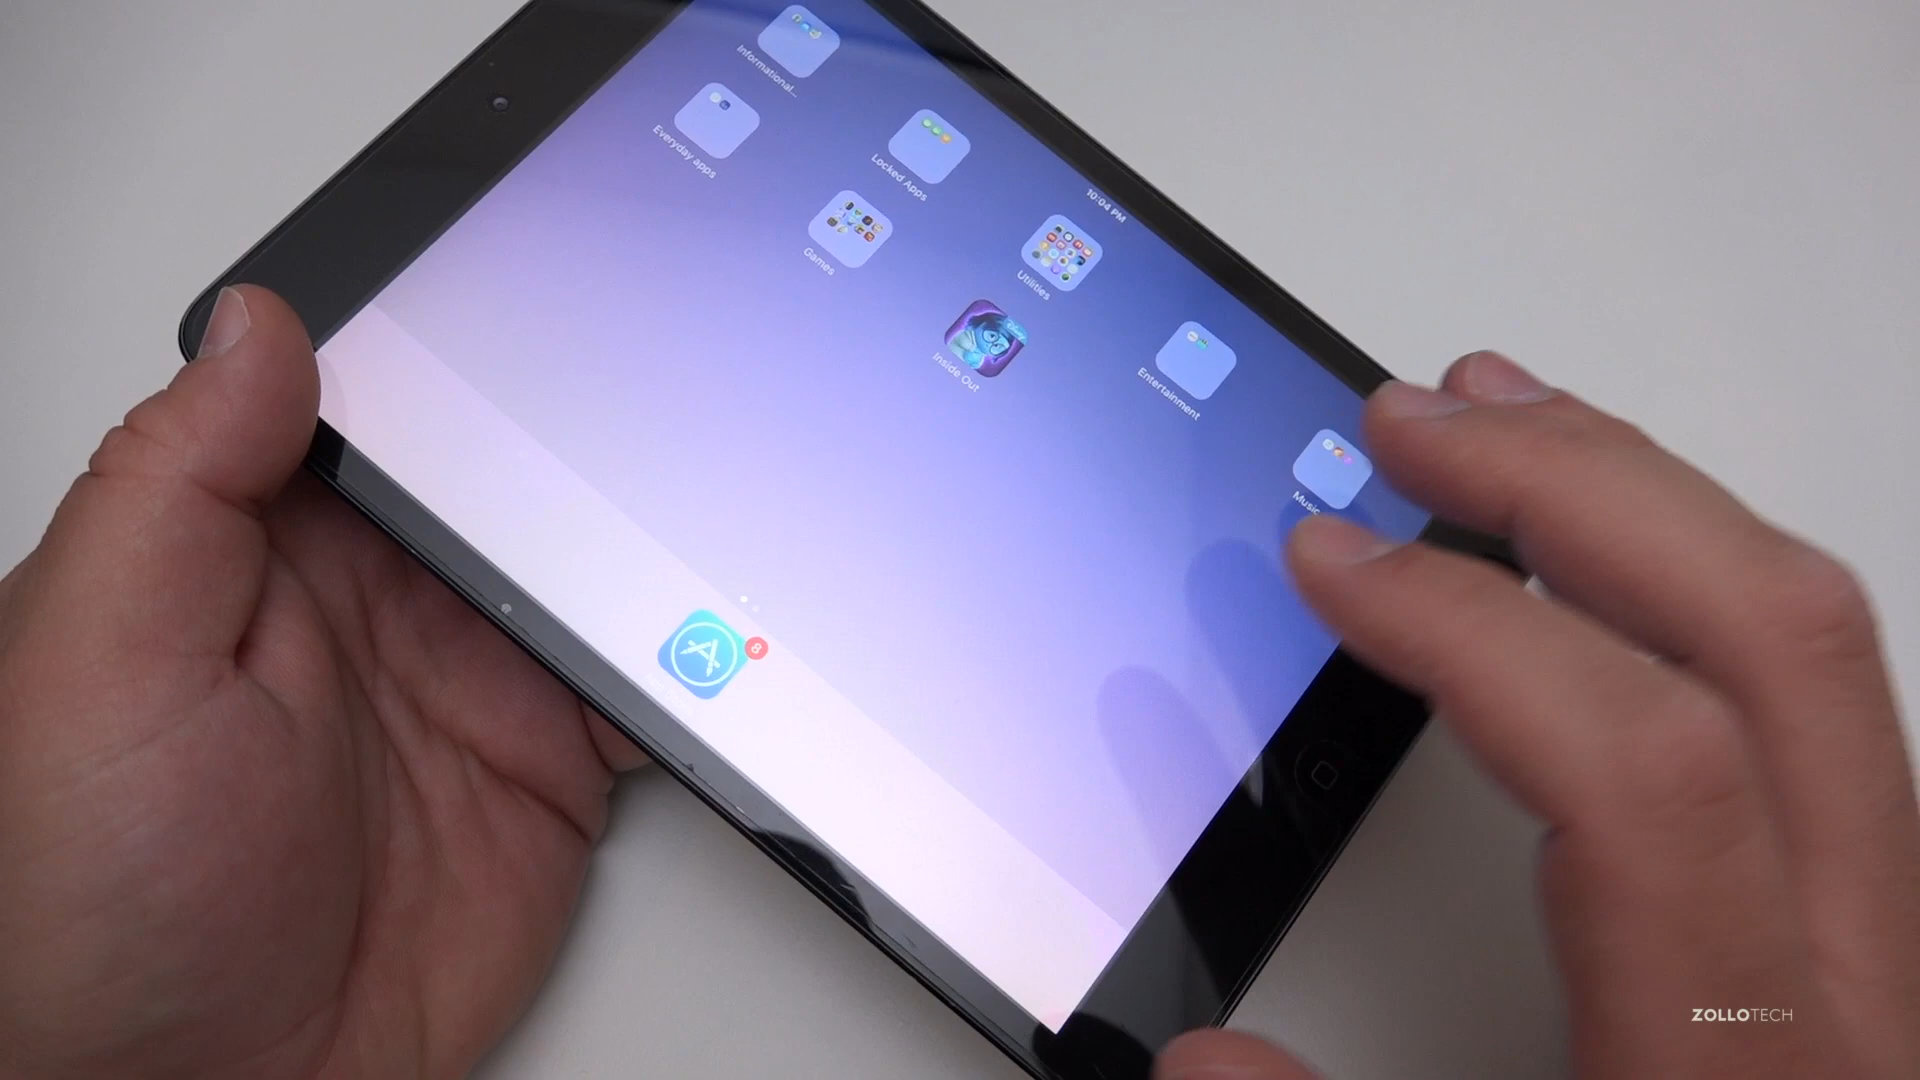 Informational...
Everyday apps
Locked Apps
10:04 PM
Games
Utilities
Inside Out
Entertainment
Music
8
ZOLLOTECH